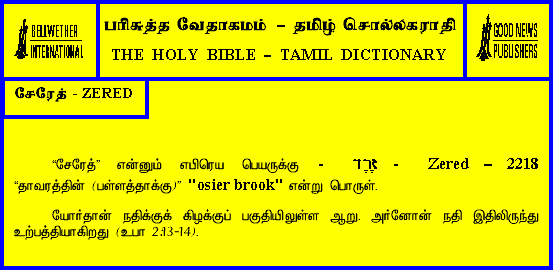 BELLWETHER
INTERNATIONAL
பரிசுத்த வேதாகமம் – தமிழ் சொல்லகராதி
THE HOLY BIBLE – TAMIL DICTIONARY
GOOD NEWS
PUBLISHERS
சேரேத் - ZERED
“சேரேத்” என்னும் எபிரெய பெயருக்கு - זֶרֶד - Zered – 2218
“தாவரத்தின் (பள்ளத்தாக்கு)” "osier brook" என்று பொருள்.
யோர்தான் நதிக்குக் கிழக்குப் பகுதியிலுள்ள ஆறு. அர்னோன் நதி இதிலிருந்து
உற்பத்தியாகிறது (உபா 2:13-14).